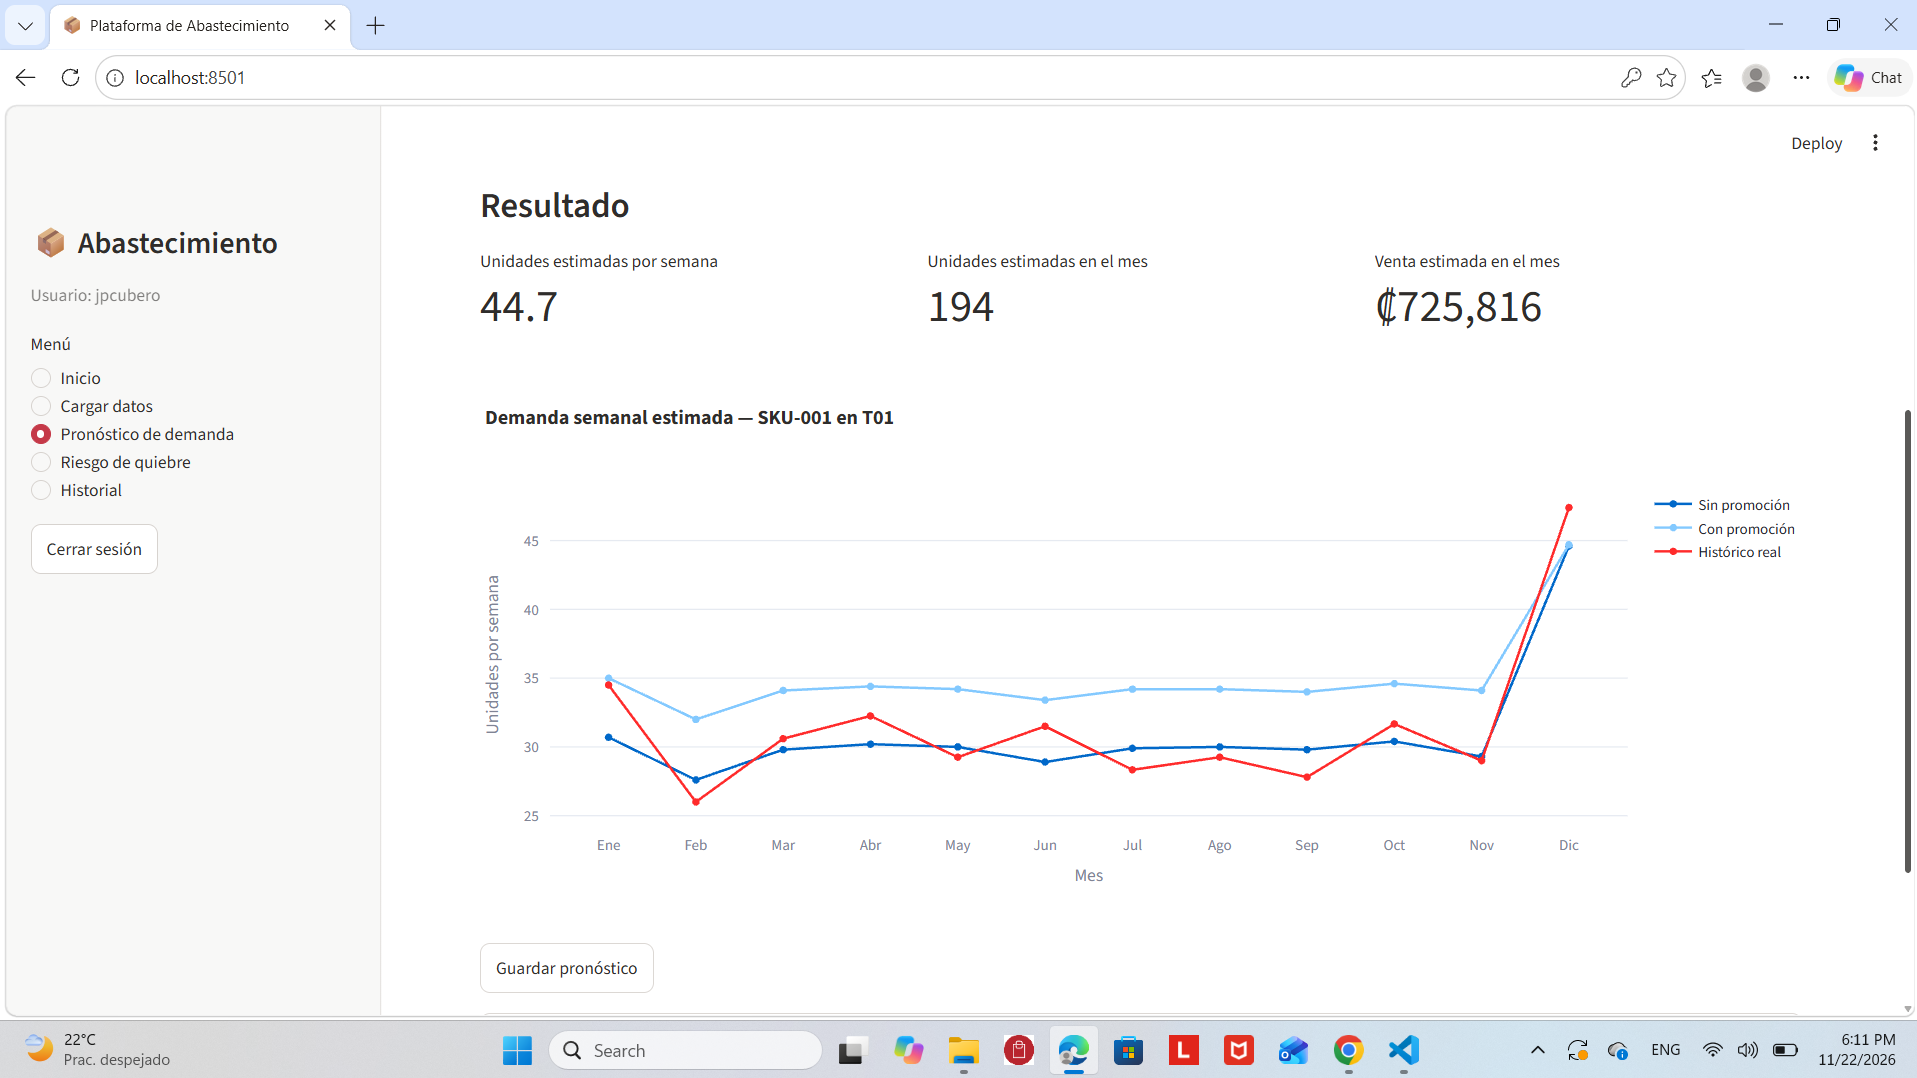 Plataforma de Abastecimiento
localhost:8501
Chat
Deploy
Abastecimiento
Usuario: jpcubero
Menú
Inicio
Cargar datos
Pronóstico de demanda
Riesgo de quiebre
Historial
Cerrar sesión
Resultado
Unidades estimadas por semana
44.7
Unidades estimadas en el mes
194
Venta estimada en el mes
₡725,816
Demanda semanal estimada — SKU-001 en T01
Sin promoción
Con promoción
Histórico real
Unidades por semana
45
40
35
30
25
Ene Feb Mar Abr May Jun Jul Ago Sep Oct Nov Dic
Mes
Guardar pronóstico
22°C
Prac. despejado
Search
L
ENG
6:11 PM
11/22/2026